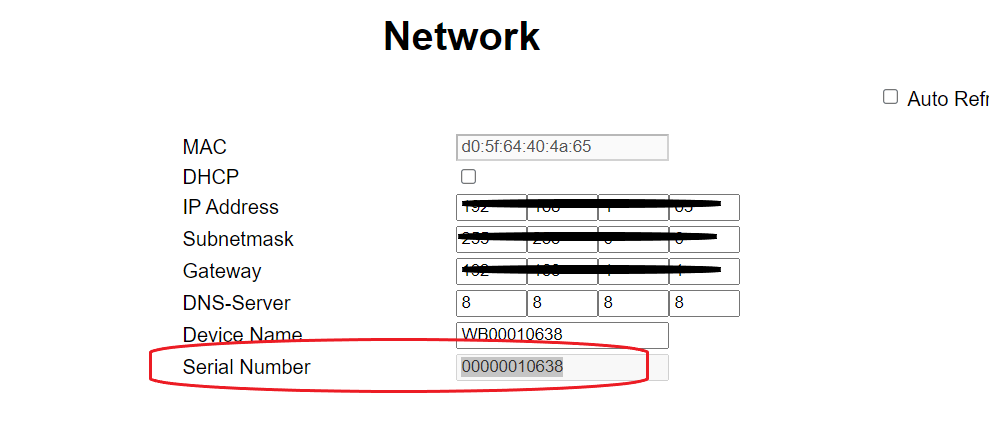 Network
Auto Refr
MAC d0:5f:64:40:4a:65
DHCP
IP Address
Subnetmask
Gateway
DNS-Server 8 8 8 8
Device Name WB00010638
Serial Number 00000010638